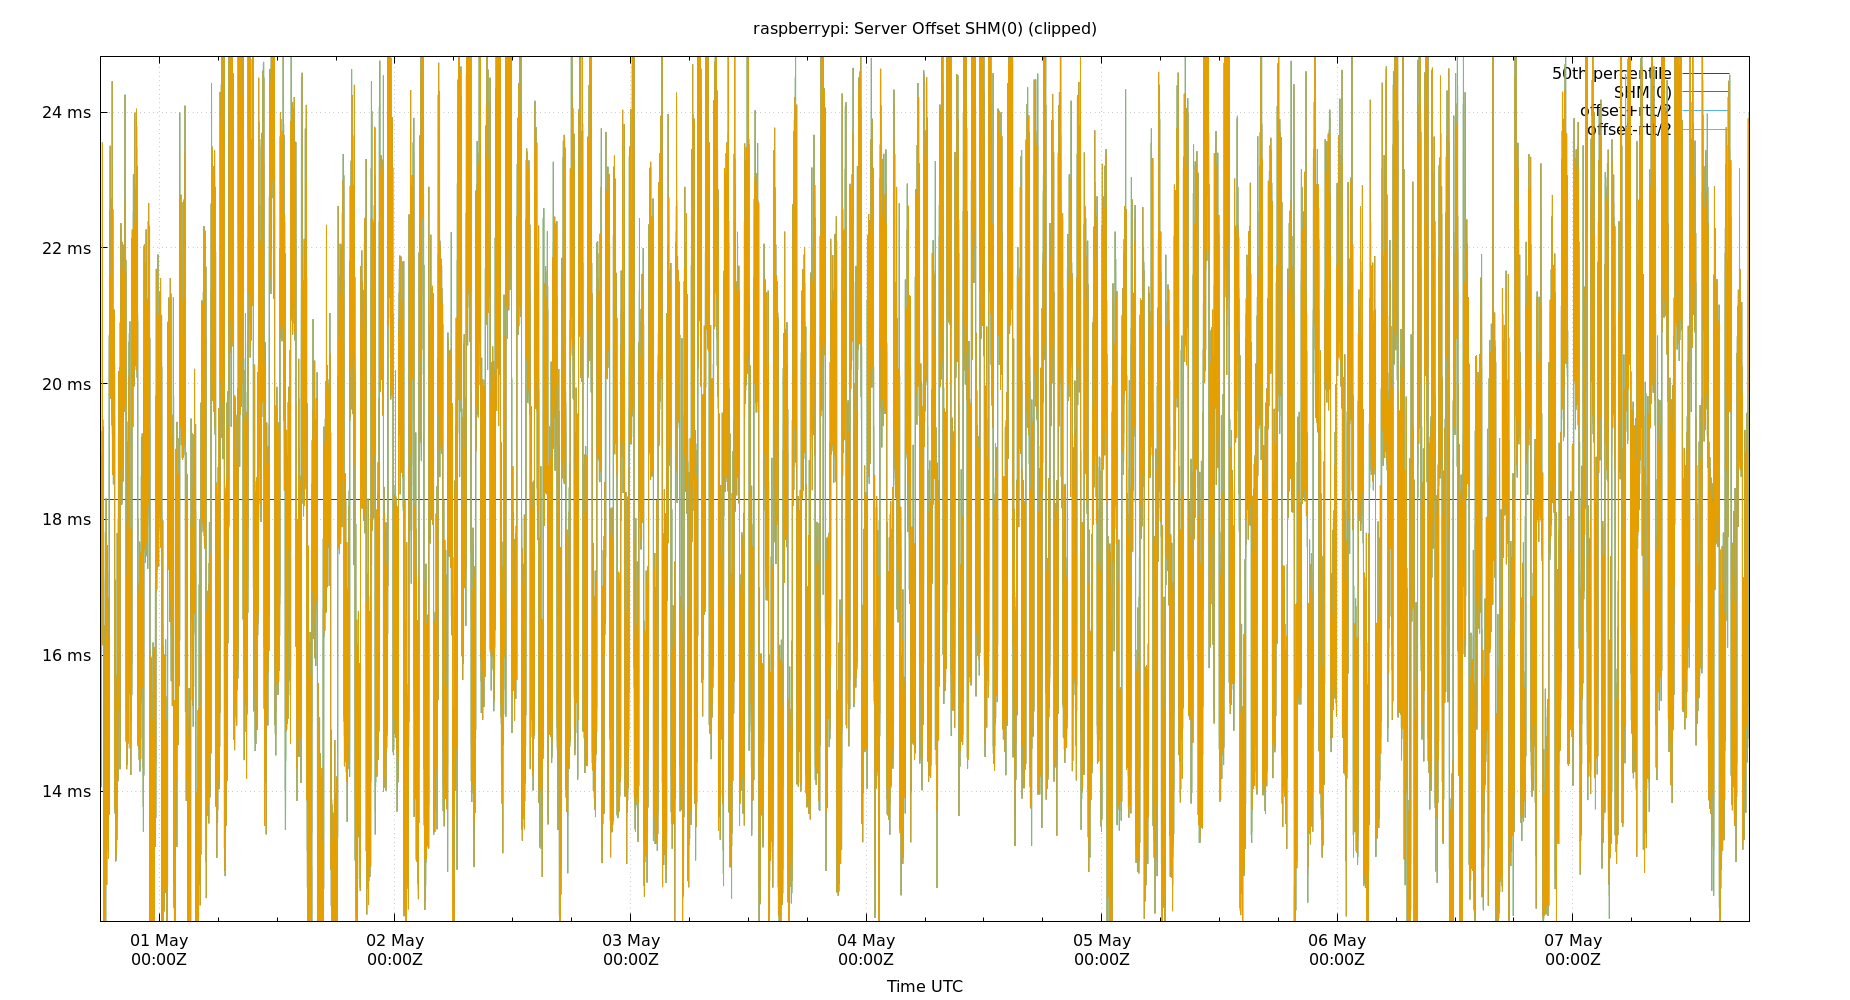 raspberrypi: Server Offset SHM(0) (clipped)
50th percentile
SHM(0)
offset+rtt/2
offset-rtt/2
24 ms
22 ms
20 ms
18 ms
16 ms
14 ms
01 May 02 May 03 May 04 May 05 May 06 May 07 May
00:00Z 00:00Z 00:00Z 00:00Z 00:00Z 00:00Z 00:00Z
Time UTC